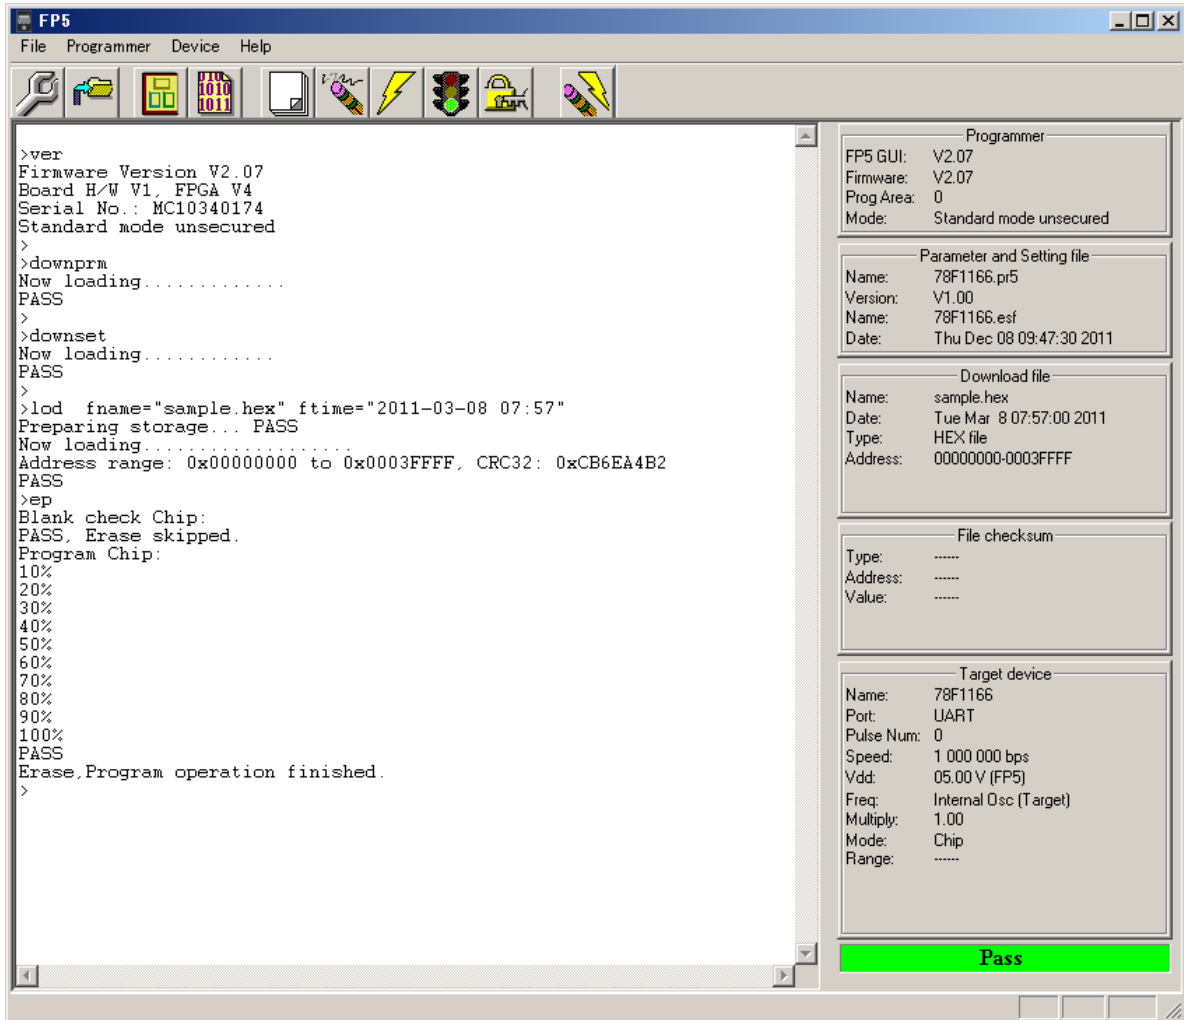 FP5
File Programmer Device Help
010
1010
1011
>ver
Firmware Version V2.07
Board H/W V1, FPGA V4
Serial No.: MC10340174
Standard mode unsecured
>
>downprm
Now loading.............
PASS
>
>downset
Now loading............
PASS
>
>lod  fname="sample.hex" ftime="2011-03-08 07:57"
Preparing storage... PASS
Now loading...................
Address range: 0x00000000 to 0x0003FFFF, CRC32: 0xCB6EA4B2
PASS
>ep
Blank check Chip:
PASS, Erase skipped.
Program Chip:
10%
20%
30%
40%
50%
60%
70%
80%
90%
100%
PASS
Erase,Program operation finished.
>
Programmer
FP5 GUI: V2.07
Firmware: V2.07
Prog Area: 0
Mode: Standard mode unsecured
Parameter and Setting file
Name: 78F1166.pr5
Version: V1.00
Name: 78F1166.esf
Date: Thu Dec 08 09:47:30 2011
Download file
Name: sample.hex
Date: Tue Mar  8 07:57:00 2011
Type: HEX file
Address: 00000000-0003FFFF
File checksum
Type: ------
Address: ------
Value: ------
Target device
Name: 78F1166
Port: UART
Pulse Num: 0
Speed: 1 000 000 bps
Vdd: 05.00 V (FP5)
Freq: Internal Osc (Target)
Multiply: 1.00
Mode: Chip
Range: ------
Pass